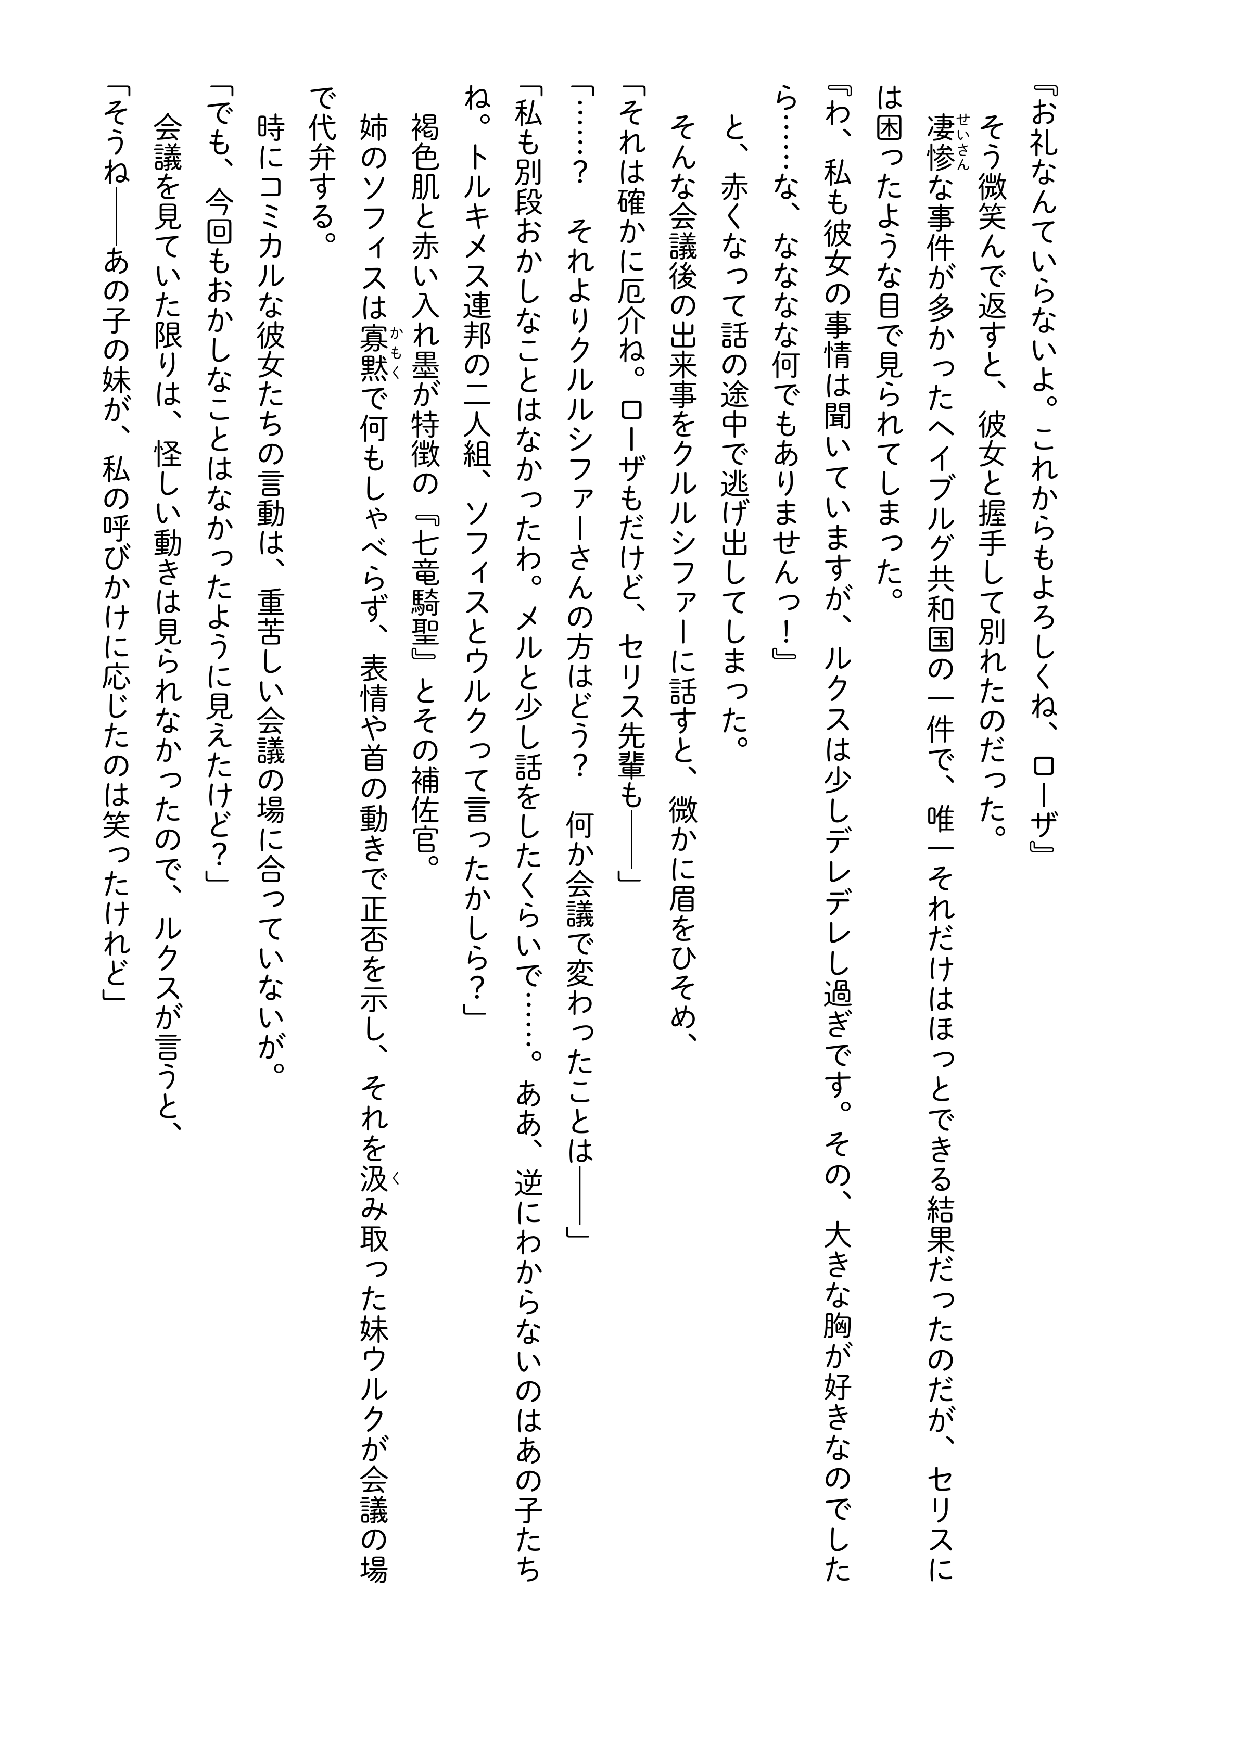 『お礼なんていらないよ。これからもよろしくね、ローザ』
そう微笑んで返すと、彼女と握手して別れたのだった。
凄惨な事件が多かったヘイブルグ共和国の一件で、唯一それだけはほっとできる結果だったのだが、セリスに
は困ったような目で見られてしまった。
『わ、私も彼女の事情は聞いていますが、ルクスは少しデレデレし過ぎです。その、大きな胸が好きなのでした
ら……な、なななな何でもありませんっ！』
と、赤くなって話の途中で逃げ出してしまった。
そんな会議後の出来事をクルルシファーに話すと、微かに眉をひそめ、
「それは確かに厄介ね。ローザもだけど、セリス先輩も――」
「……？　それよりクルルシファーさんの方はどう？　何か会議で変わったことは――」
「私も別段おかしなことはなかったわ。メルと少し話をしたくらいで……。ああ、逆にわからないのはあの子たち
ね。トルキメス連邦の二人組、ソフィスとウルクって言ったかしら？」
褐色肌と赤い入れ墨が特徴の『七竜騎聖』とその補佐官。
姉のソフィスは寡黙で何もしゃべらず、表情や首の動きで正否を示し、それを汲み取った妹ウルクが会議の場
で代弁する。
時にコミカルな彼女たちの言動は、重苦しい会議の場に合っていないが。
「でも、今回もおかしなことはなかったように見えたけど？」
会議を見ていた限りは、怪しい動きは見られなかったので、ルクスが言うと、
「そうね――あの子の妹が、私の呼びかけに応じたのは笑ったけれど」